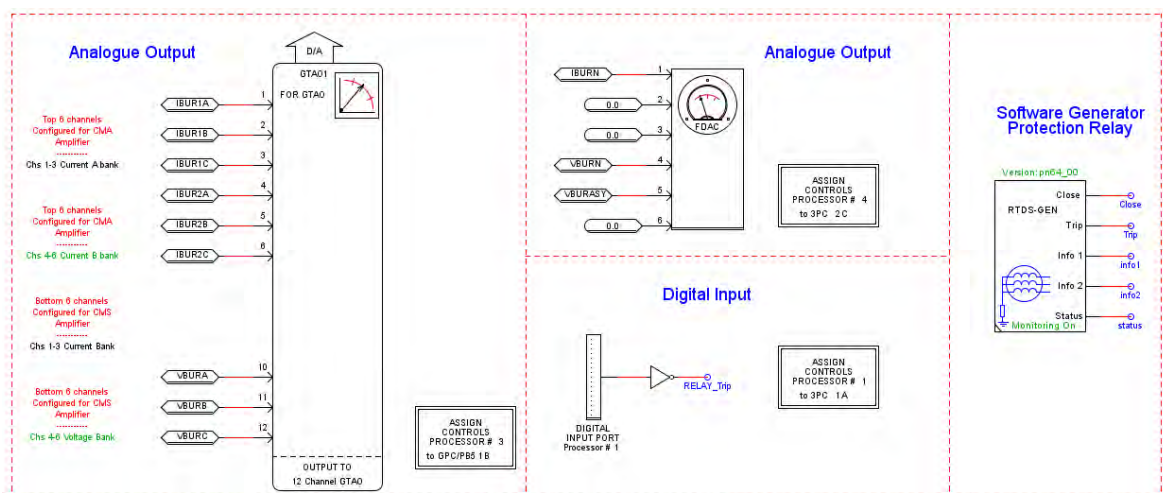 Analogue Output
D/A
GTAO1
FOR GTAO
Top 6 channels
Configured for CMA
Amplifier
-----------
Chs 1-3 Current A bank
Top 6 channels
Configured for CMA
Amplifier
-----------
Chs 4-6 Current B bank
Bottom 6 channels
Configured for CMS
Amplifier
-----------
Chs 1-3 Current Bank
Bottom 6 channels
Configured for CMS
Amplifier
-----------
Chs 4-6 Voltage Bank
IBUR1A 1
IBUR1B 2
IBUR1C 3
IBUR2A 4
IBUR2B 5
IBUR2C 6
VBURA 10
VBURB 11
VBURC 12
OUTPUT TO
12 Channel GTAO
ASSIGN
CONTROLS
PROCESSOR # 3
to GPC/PB5 1B
Analogue Output
IBURN 1
0.0 2
0.0 3
VBURN 4
VBURASY 5
0.0 6
FDAC
ASSIGN
CONTROLS
PROCESSOR # 4
to 3PC 2C
Digital Input
DIGITAL
INPUT PORT
Processor # 1
RELAY_Trip
ASSIGN
CONTROLS
PROCESSOR # 1
to 3PC 1A
Software Generator
Protection Relay
Version: pn64_00
RTDS-GEN
Close
Close
Trip
Trip
Info 1
info1
Info 2
info2
Status
status
Monitoring On